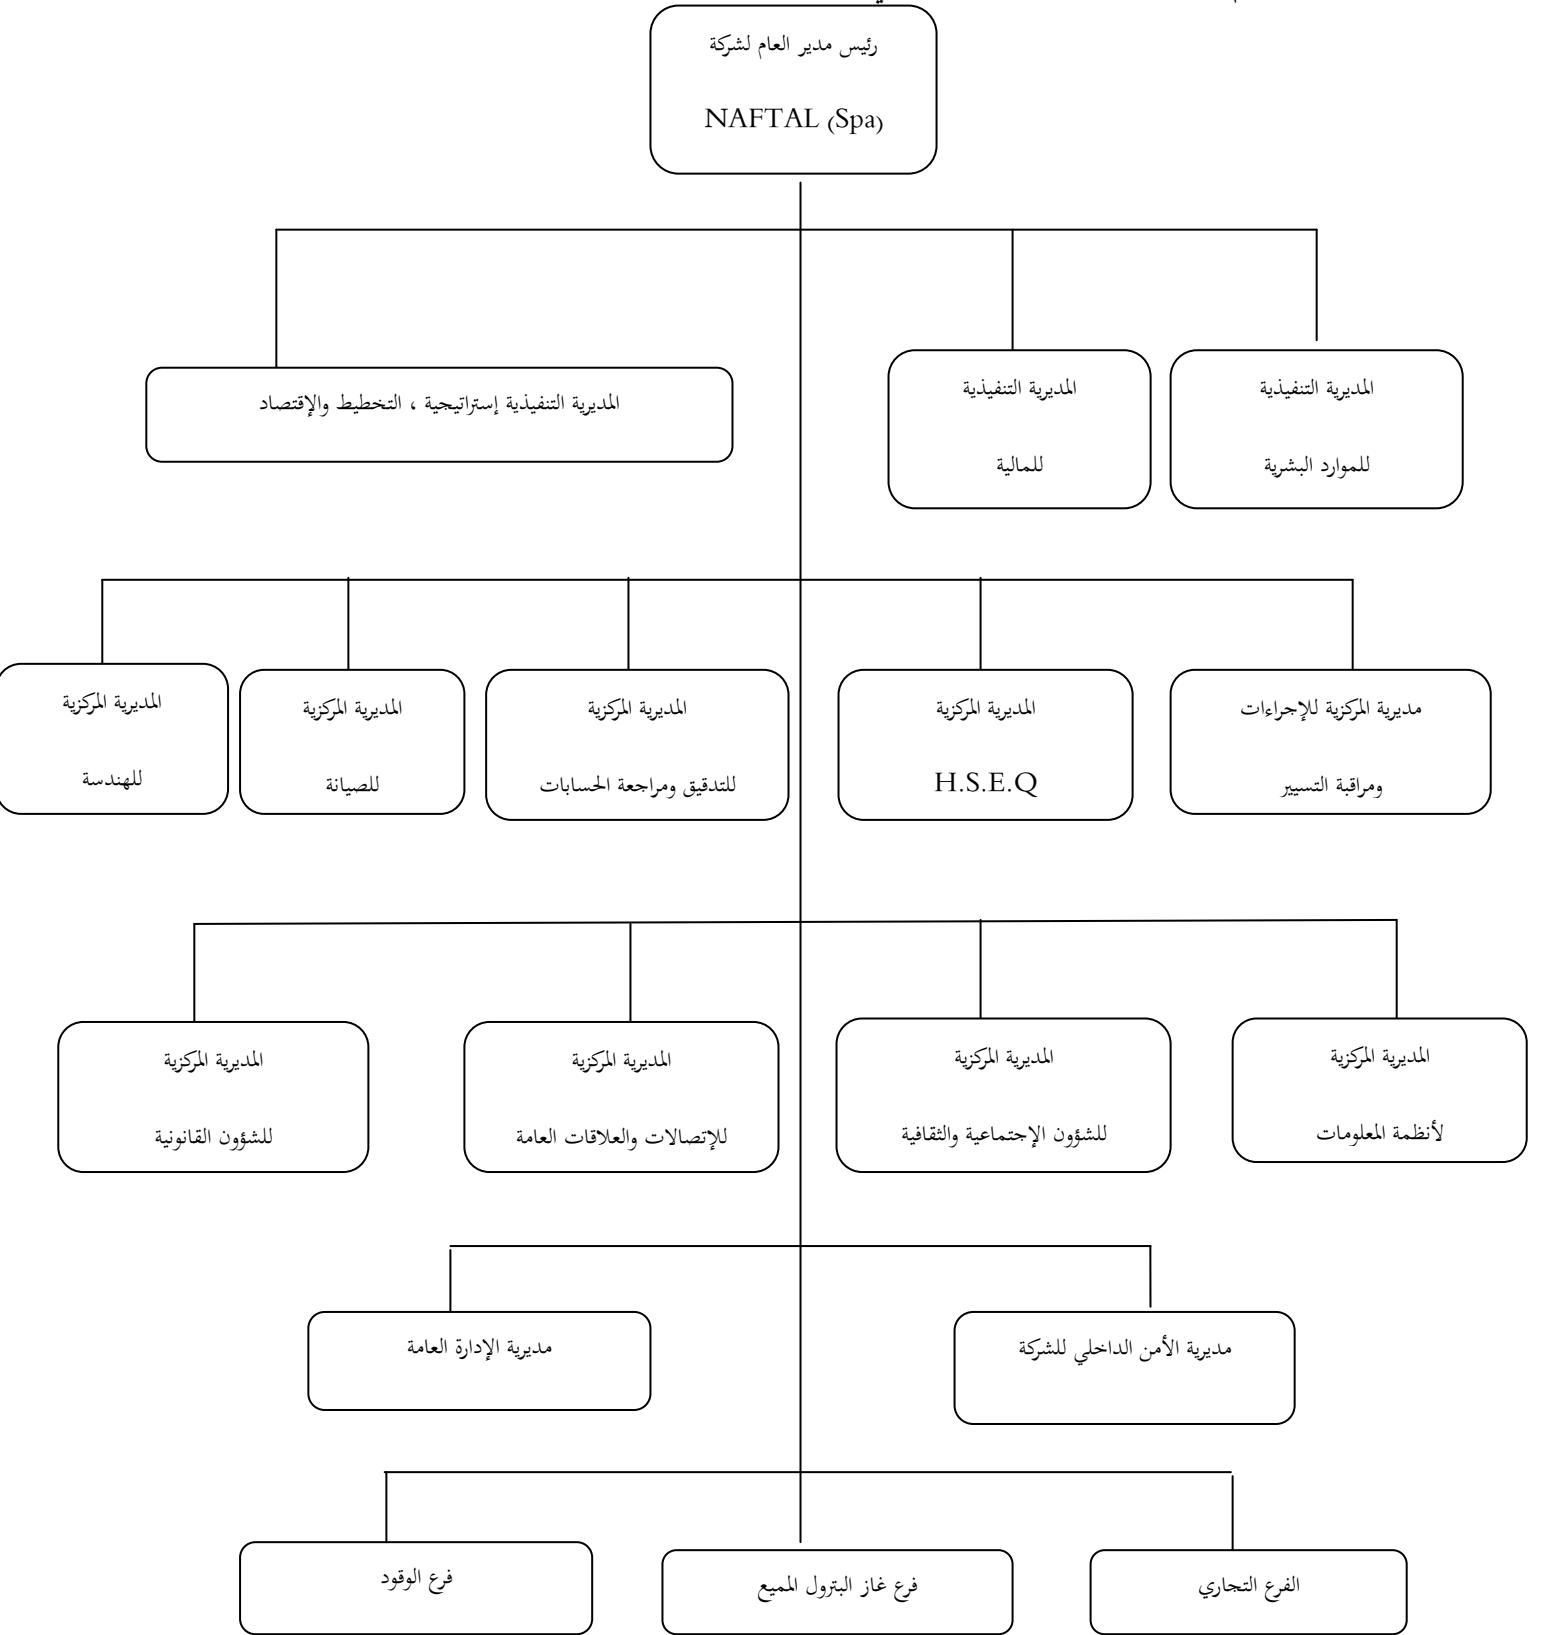 رئيس مدير العام لشركة
NAFTAL (Spa)
المديرية التنفيذية
للموارد البشرية
المديرية التنفيذية
للمالية
المديرية التنفيذية إستراتيجية ، التخطيط والإقتصاد
مديرية المركزية للإجراءات
ومراقبة التسيير
المديرية المركزية
H.S.E.Q
المديرية المركزية
للتدقيق ومراجعة الحسابات
المديرية المركزية
للصيانة
المديرية المركزية
للهندسة
المديرية المركزية
لأنظمة المعلومات
المديرية المركزية
للشؤون الإجتماعية والثقافية
المديرية المركزية
للإتصالات والعلاقات العامة
المديرية المركزية
للشؤون القانونية
مديرية الأمن الداخلي للشركة
مديرية الإدارة العامة
الفرع التجاري
فرع غاز البترول المميع
فرع الوقود